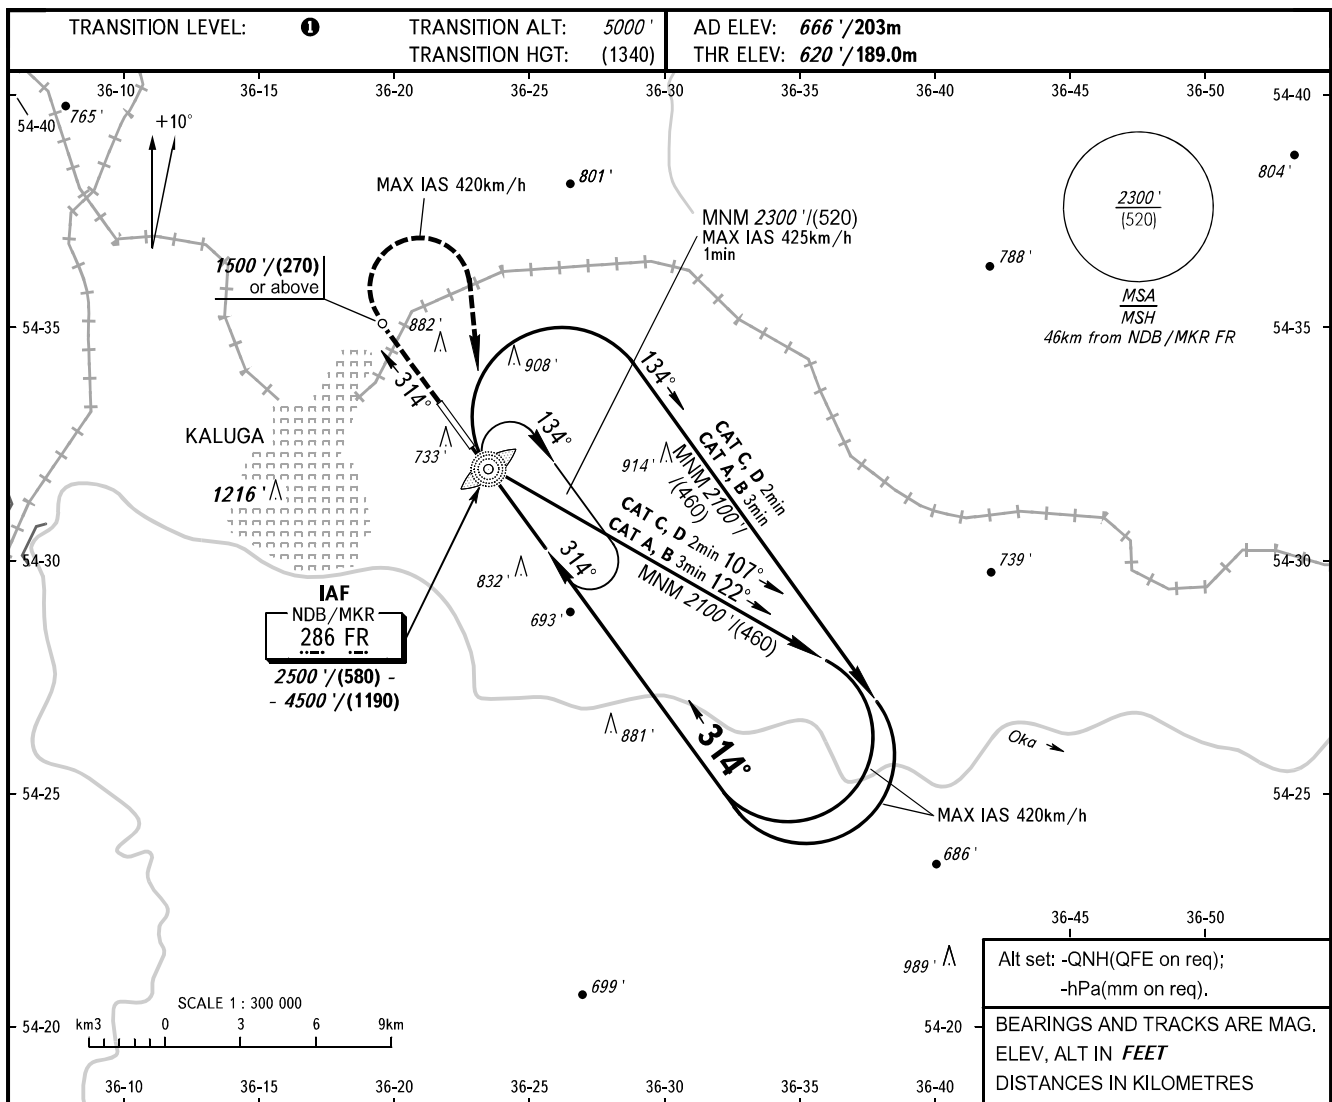 TRANSITION LEVEL: 1 TRANSITION ALT: 5000' AD ELEV: 666'/203m
TRANSITION HGT: (1340) THR ELEV: 620'/189.0m
36-10 36-15 36-20 36-25 36-30 36-35 36-40 36-45 36-50 54-40
54-40
765'
+10°
801'
804'
MAX IAS 420km/h
2300'
(520)
MNM 2300'/(520)
MAX IAS 425km/h
1min
788'
1500'/(270)
or above
MSA
MSH
46km from NDB/MKR FR
54-35
882'
54-35
908'
134°
314°
134°
CAT C, D 2min
CAT A, B 3min
MNM 2100'/
/(460)
KALUGA
733'
914'
1216'
CAT C, D 2min 107°
CAT A, B 3min 122°
MNM 2100'/(460)
314°
54-30
832'
739'
54-30
IAF
NDB/MKR
286 FR
693'
2500'/(580) -
- 4500'/(1190)
881'
314°
Oka
54-25
54-25
MAX IAS 420km/h
686'
36-45 36-50
989'
Alt set: -QNH(QFE on req);
-hPa(mm on req).
699'
SCALE 1 : 300 000
km3 0 3 6 9km
54-20
54-20
BEARINGS AND TRACKS ARE MAG.
ELEV, ALT IN FEET
DISTANCES IN KILOMETRES
36-10 36-15 36-20 36-25 36-30 36-35 36-40